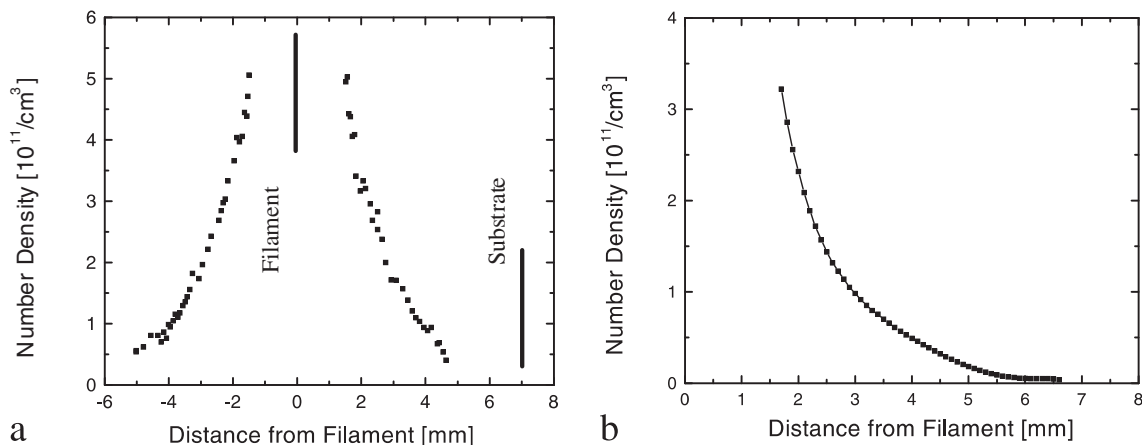 Number Density [10^11/cm^3]
6
5
4
3
2
1
0
Filament
Substrate
-6 -4 -2 0 2 4 6 8
Distance from Filament [mm]
a
Number Density [10^11/cm^3]
4
3
2
1
0
0 1 2 3 4 5 6 7 8
Distance from Filament [mm]
b